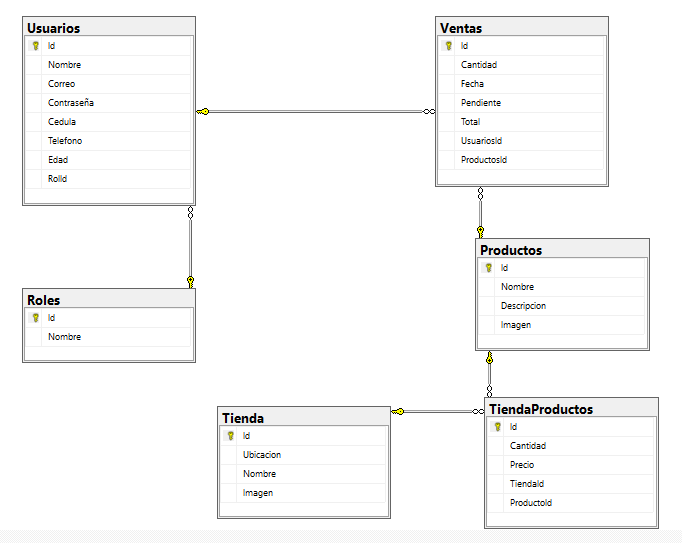 Usuarios
Id
Nombre
Correo
Contraseña
Cedula
Telefono
Edad
RolId
Ventas
Id
Cantidad
Fecha
Pendiente
Total
UsuariosId
ProductosId
Roles
Id
Nombre
Productos
Id
Nombre
Descripcion
Imagen
Tienda
Id
Ubicacion
Nombre
Imagen
TiendaProductos
Id
Cantidad
Precio
TiendaId
ProductoId